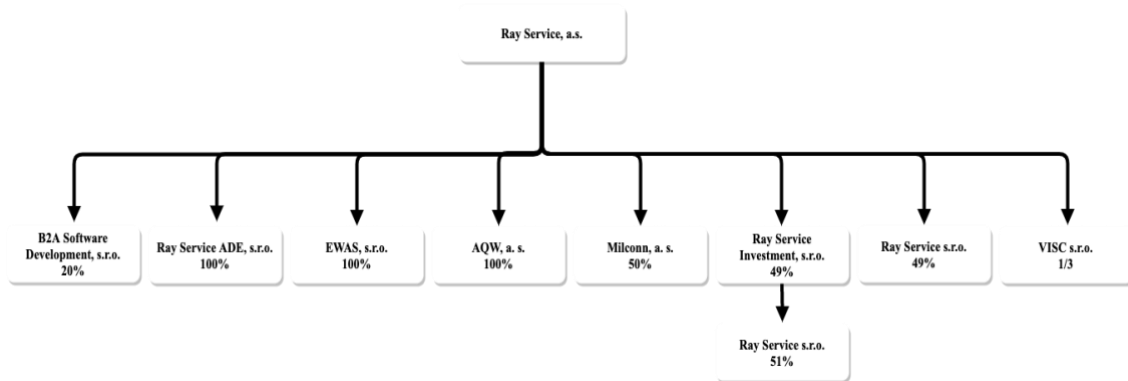 Ray Service, a.s.
B2A Software
Development, s.r.o.
20%
Ray Service ADE, s.r.o.
100%
EWAS, s.r.o.
100%
AQW, a. s.
100%
Milconn, a. s.
50%
Ray Service
Investment, s.r.o.
49%
Ray Service s.r.o.
49%
VISC s.r.o.
1/3
Ray Service s.r.o.
51%